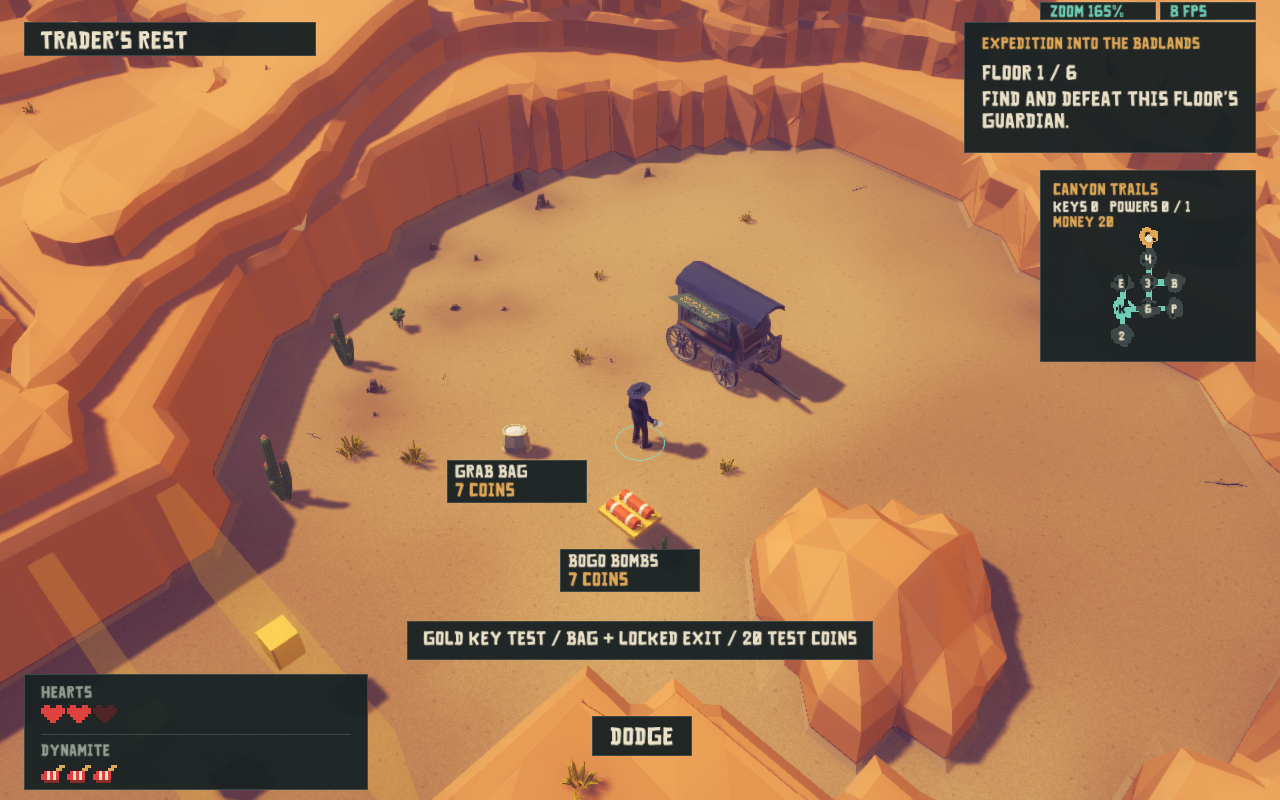 TRADER'S REST
ZOOM 165%
8 FPS
EXPEDITION INTO THE BADLANDS
FLOOR 1 / 6
FIND AND DEFEAT THIS FLOOR'S
GUARDIAN.
CANYON TRAILS
KEYS 0 POWERS 0 / 1
MONEY 20
4
E 3 B
6 P
2
GRAB BAG
7 COINS
BOGO BOMBS
7 COINS
GOLD KEY TEST / BAG + LOCKED EXIT / 20 TEST COINS
HEARTS
DYNAMITE
DODGE